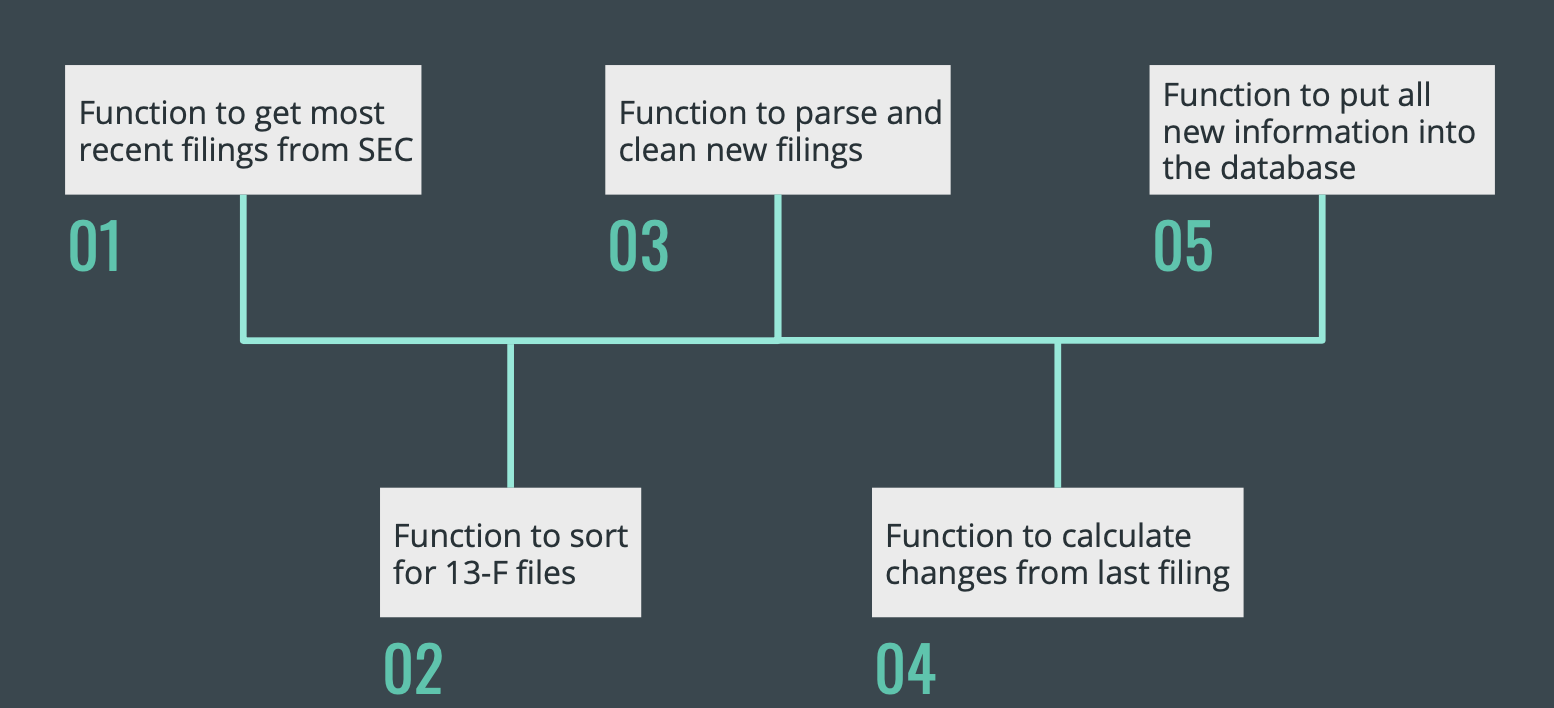 Function to get most
recent filings from SEC
01
Function to sort
for 13-F files
02
Function to parse and
clean new filings
03
Function to calculate
changes from last filing
04
Function to put all
new information into
the database
05